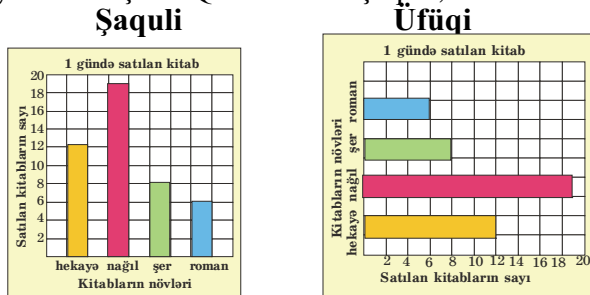 Şaquli
Üfüqi
1 gündə satılan kitab
20
18
16
14
12
10
8
6
4
2
Satılan kitabların sayı
hekayə nağıl şer roman
Kitabların növləri
1 gündə satılan kitab
Kitabların növləri
hekayə nağıl şer roman
2 4 6 8 10 12 14 16 18 20
Satılan kitabların sayı